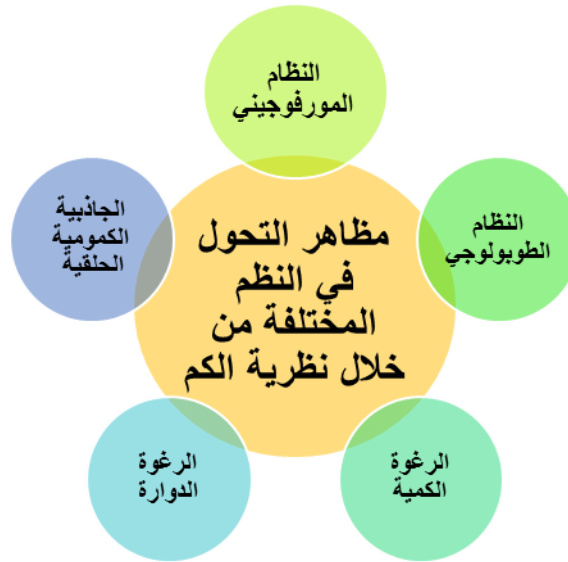 النظام
المورفوجيني
الجاذبية
الكمومية
الحلقية
النظام
الطوبولوجي
مظاهر التحول
في النظم
المختلفة من
خلال نظرية الكم
الرغوة
الدوارة
الرغوة
الكمية